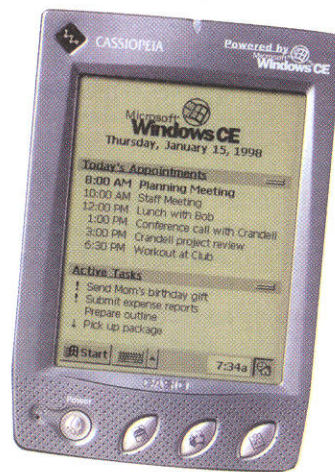 CASSIOPEIA
Powered by
Microsoft
Windows CE
Microsoft
Windows CE
Thursday, January 15, 1998
Today's Appointments
8:00 AM Planning Meeting
10:00 AM Staff Meeting
12:00 PM Lunch with Bob
1:00 PM Conference call with Crandell
3:00 PM Crandell project review
6:30 PM Workout at Club
Active Tasks
! Send Mom's birthday gift
! Submit expense reports
Prepare outline
↓ Pick up package
Start 7:34a
CASIO
Power